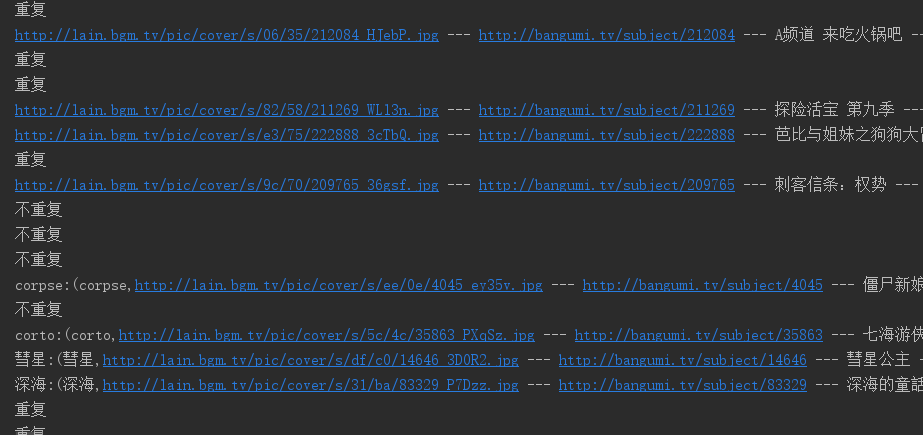 重复
http://lain.bgm.tv/pic/cover/s/06/35/212084_HJebP.jpg --- http://bangumi.tv/subject/212084 --- A频道 来吃火锅吧 --
重复
重复
http://lain.bgm.tv/pic/cover/s/82/58/211269_WLl3n.jpg --- http://bangumi.tv/subject/211269 --- 探险活宝 第九季 ---
http://lain.bgm.tv/pic/cover/s/e3/75/222888_3cTbQ.jpg --- http://bangumi.tv/subject/222888 --- 芭比与姐妹之狗狗大
重复
http://lain.bgm.tv/pic/cover/s/9c/70/209765_36gsf.jpg --- http://bangumi.tv/subject/209765 --- 刺客信条：权势 ---
不重复
不重复
不重复
corpse:(corpse,http://lain.bgm.tv/pic/cover/s/ee/0e/4045_ey35v.jpg --- http://bangumi.tv/subject/4045 --- 僵尸新娘
不重复
corto:(corto,http://lain.bgm.tv/pic/cover/s/5c/4c/35863_PXqSz.jpg --- http://bangumi.tv/subject/35863 --- 七海游侠
彗星:(彗星,http://lain.bgm.tv/pic/cover/s/df/c0/14646_3D0R2.jpg --- http://bangumi.tv/subject/14646 --- 彗星公主 -
深海:(深海,http://lain.bgm.tv/pic/cover/s/31/ba/83329_P7Dzz.jpg --- http://bangumi.tv/subject/83329 --- 深海的童話
重复
重复